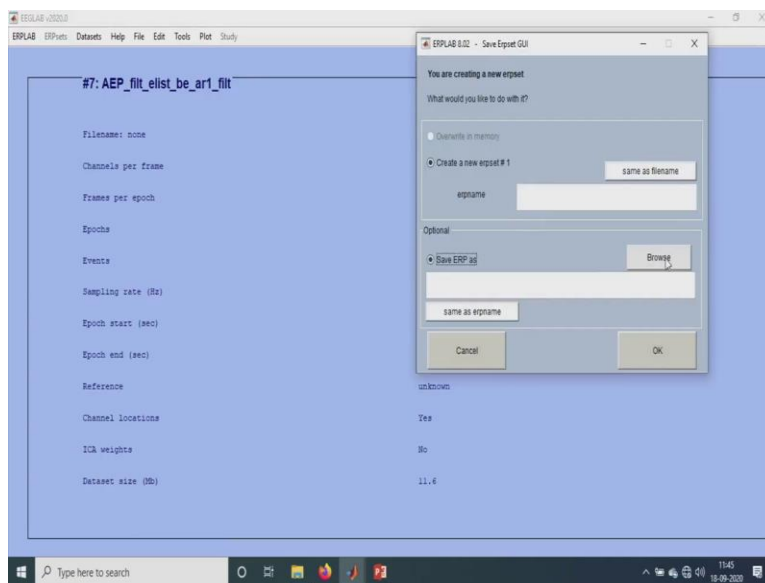 EEGLAB v2020.0
ERPLAB ERPsets Datasets Help File Edit Tools Plot Study
#7: AEP_filt_elist_be_ar1_filt
Filename: none
Channels per frame
Frames per epoch
Epochs
Events
Sampling rate (Hz)
Epoch start (sec)
Epoch end (sec)
Reference unknown
Channel locations Yes
ICA weights No
Dataset size (Mb) 11.6
ERPLAB 8.02 - Save Erpset GUI
You are creating a new erpset
What would you like to do with it?
Overwrite in memory
Create a new erpset # 1
same as filename
erpname
Optional
Save ERP as
Browse
same as erpname
Cancel OK
Type here to search
11:45
18-09-2020